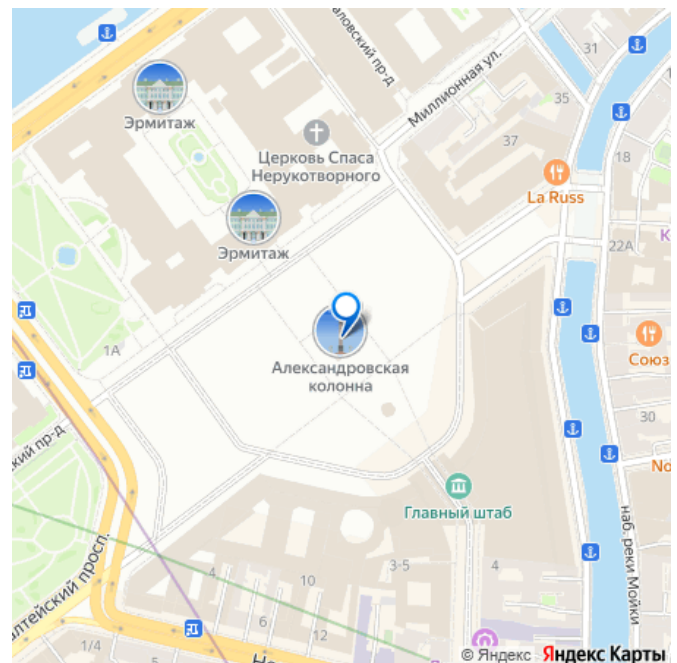 аловский пр-д
Миллионная ул.
31
35
37
18
Эрмитаж
Церковь Спаса
Нерукотворного
La Russ
22А
К
Эрмитаж
1А
Александровская
колонна
Союз
30
ский пр-д
No
Главный штаб
наб. реки Мойки
алтейский просп.
4
10
3-5
4
6
12
1/4
Не
© Яндекс Яндекс Карты